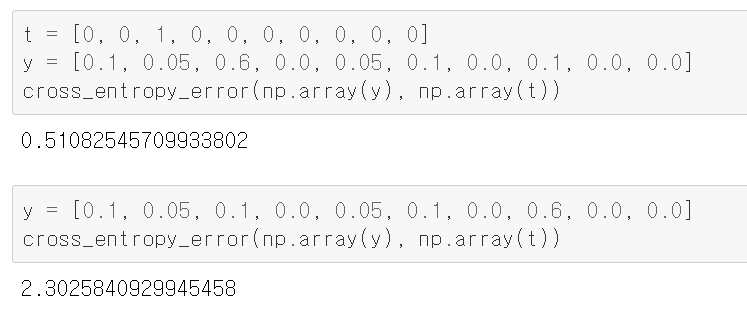 t = [0, 0, 1, 0, 0, 0, 0, 0, 0, 0]
y = [0.1, 0.05, 0.6, 0.0, 0.05, 0.1, 0.0, 0.1, 0.0, 0.0]
cross_entropy_error(np.array(y), np.array(t))
0.51082545709933802
y = [0.1, 0.05, 0.1, 0.0, 0.05, 0.1, 0.0, 0.6, 0.0, 0.0]
cross_entropy_error(np.array(y), np.array(t))
2.3025840929945458